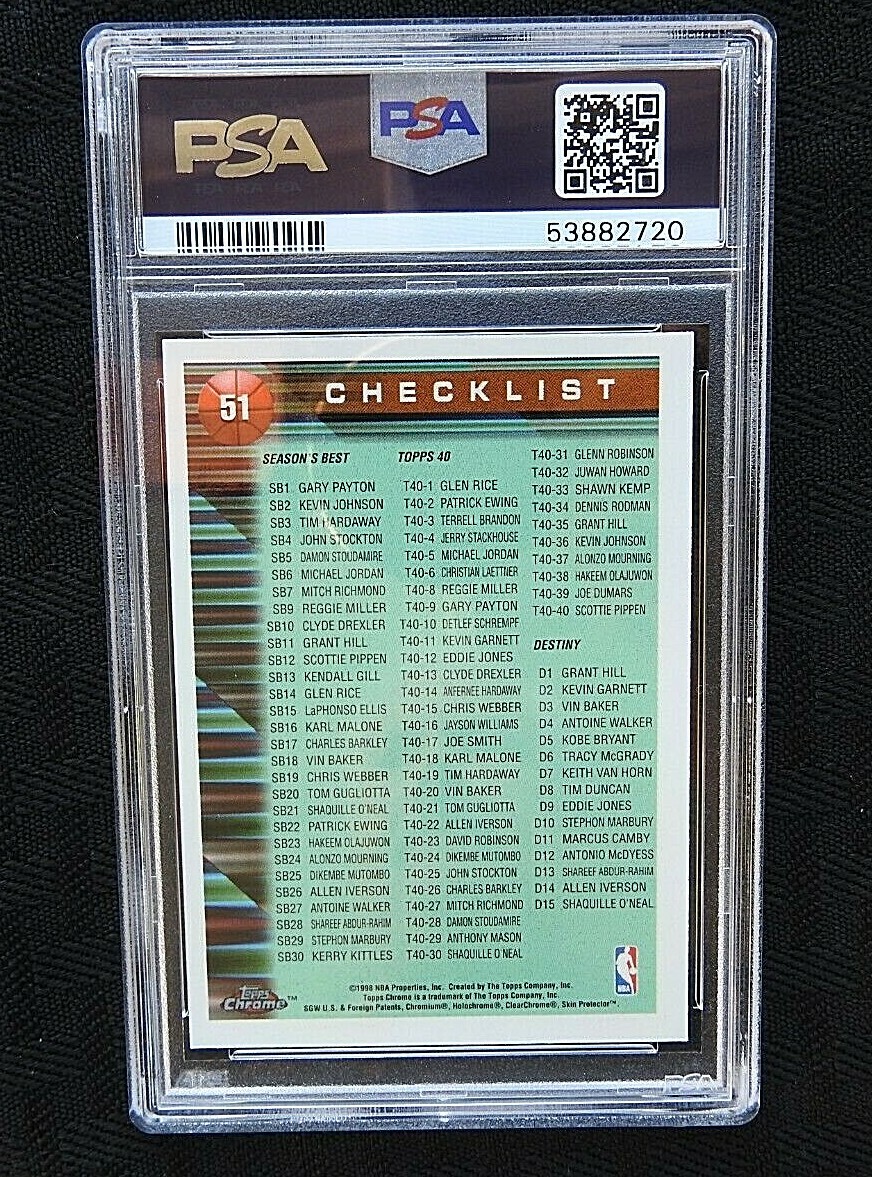 PSA
PSA
53882720
51
CHECKLIST
SEASON'S BEST
SB1 GARY PAYTON
SB2 KEVIN JOHNSON
SB3 TIM HARDAWAY
SB4 JOHN STOCKTON
SB5 DAMON STOUDAMIRE
SB6 MICHAEL JORDAN
SB7 MITCH RICHMOND
SB9 REGGIE MILLER
SB10 CLYDE DREXLER
SB11 GRANT HILL
SB12 SCOTTIE PIPPEN
SB13 KENDALL GILL
SB14 GLEN RICE
SB15 LaPHONSO ELLIS
SB16 KARL MALONE
SB17 CHARLES BARKLEY
SB18 VIN BAKER
SB19 CHRIS WEBBER
SB20 TOM GUGLIOTTA
SB21 SHAQUILLE O'NEAL
SB22 PATRICK EWING
SB23 HAKEEM OLAJUWON
SB24 ALONZO MOURNING
SB25 DIKEMBE MUTOMBO
SB26 ALLEN IVERSON
SB27 ANTOINE WALKER
SB28 SHAREEF ABDUR-RAHIM
SB29 STEPHON MARBURY
SB30 KERRY KITTLES
TOPPS 40
T40-1 GLEN RICE
T40-2 PATRICK EWING
T40-3 TERRELL BRANDON
T40-4 JERRY STACKHOUSE
T40-5 MICHAEL JORDAN
T40-6 CHRISTIAN LAETTNER
T40-8 REGGIE MILLER
T40-9 GARY PAYTON
T40-10 DETLEF SCHREMPF
T40-11 KEVIN GARNETT
T40-12 EDDIE JONES
T40-13 CLYDE DREXLER
T40-14 ANFERNEE HARDAWAY
T40-15 CHRIS WEBBER
T40-16 JAYSON WILLIAMS
T40-17 JOE SMITH
T40-18 KARL MALONE
T40-19 TIM HARDAWAY
T40-20 VIN BAKER
T40-21 TOM GUGLIOTTA
T40-22 ALLEN IVERSON
T40-23 DAVID ROBINSON
T40-24 DIKEMBE MUTOMBO
T40-25 JOHN STOCKTON
T40-26 CHARLES BARKLEY
T40-27 MITCH RICHMOND
T40-28 DAMON STOUDAMIRE
T40-29 ANTHONY MASON
T40-30 SHAQUILLE O'NEAL
T40-31 GLENN ROBINSON
T40-32 JUWAN HOWARD
T40-33 SHAWN KEMP
T40-34 DENNIS RODMAN
T40-35 GRANT HILL
T40-36 KEVIN JOHNSON
T40-37 ALONZO MOURNING
T40-38 HAKEEM OLAJUWON
T40-39 JOE DUMARS
T40-40 SCOTTIE PIPPEN
DESTINY
D1 GRANT HILL
D2 KEVIN GARNETT
D3 VIN BAKER
D4 ANTOINE WALKER
D5 KOBE BRYANT
D6 TRACY McGRADY
D7 KEITH VAN HORN
D8 TIM DUNCAN
D9 EDDIE JONES
D10 STEPHON MARBURY
D11 MARCUS CAMBY
D12 ANTONIO McDYESS
D13 SHAREEF ABDUR-RAHIM
D14 ALLEN IVERSON
D15 SHAQUILLE O'NEAL
NBA
Topps Chrome™
©1998 NBA Properties, Inc. Created by The Topps Company, Inc.
Topps Chrome is a trademark of The Topps Company, Inc.
SGW U.S. & Foreign Patents, Chromium®, Holochrome®, ClearChrome®, Skin Protector™.
PSA